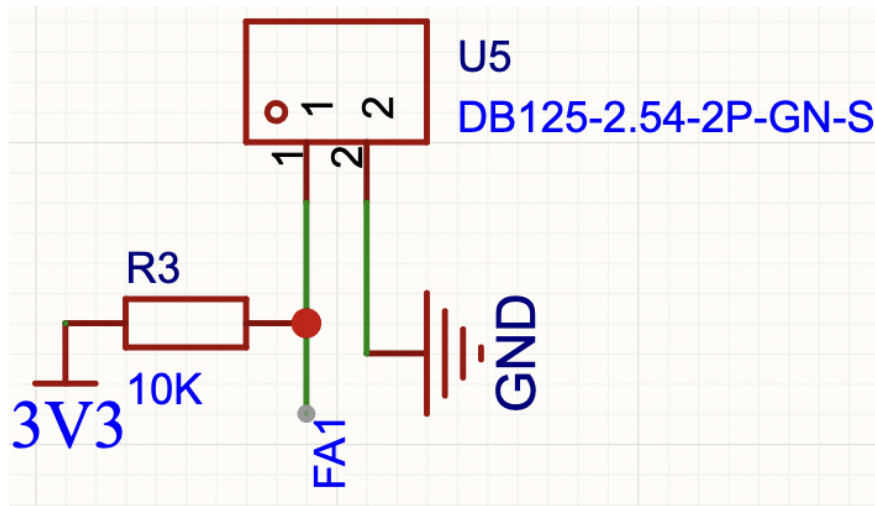 U5
DB125-2.54-2P-GN-S
1
2
1
2
R3
10K
3V3
FA1
GND